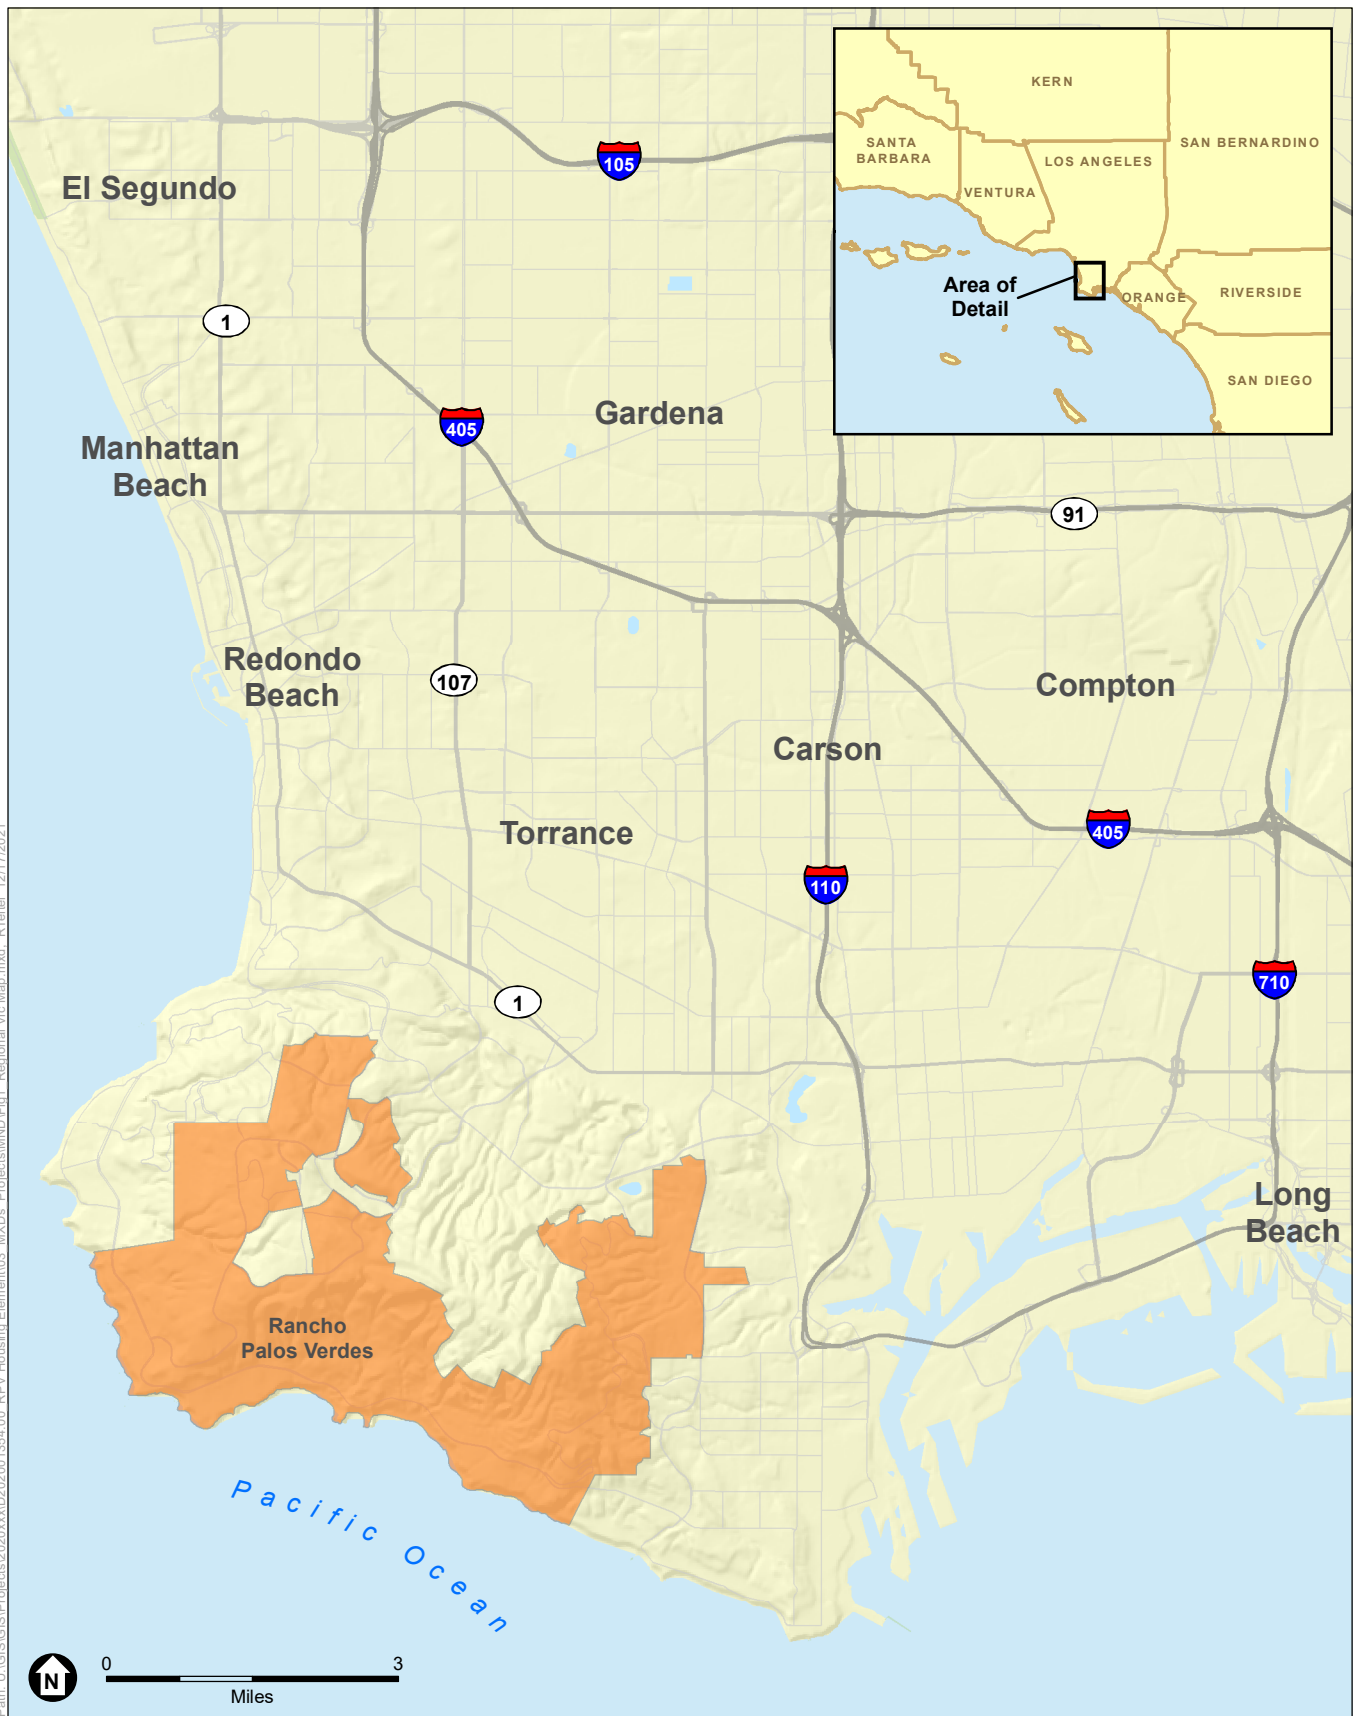 KERN
SANTA
BARBARA
SAN BERNARDINO
LOS ANGELES
VENTURA
Area of
Detail
ORANGE
RIVERSIDE
SAN DIEGO
105
El Segundo
1
405
Gardena
Manhattan
Beach
91
Redondo
Beach
107
Compton
Carson
Torrance
405
110
710
1
Long
Beach
Rancho
Palos Verdes
Pacific Ocean
N
0 3
Miles